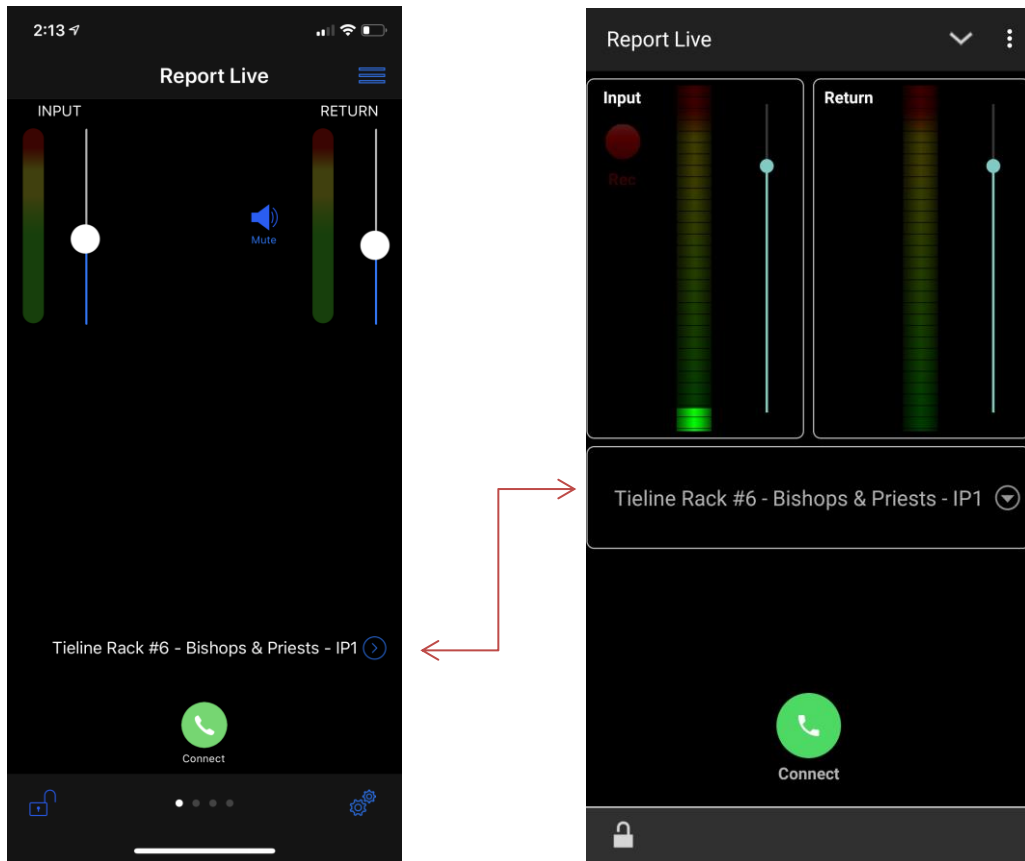 2:13
Report Live
INPUT
RETURN
Mute
Tieline Rack #6 - Bishops & Priests - IP1
Connect
Report Live
Input
Rec
Return
Tieline Rack #6 - Bishops & Priests - IP1
Connect